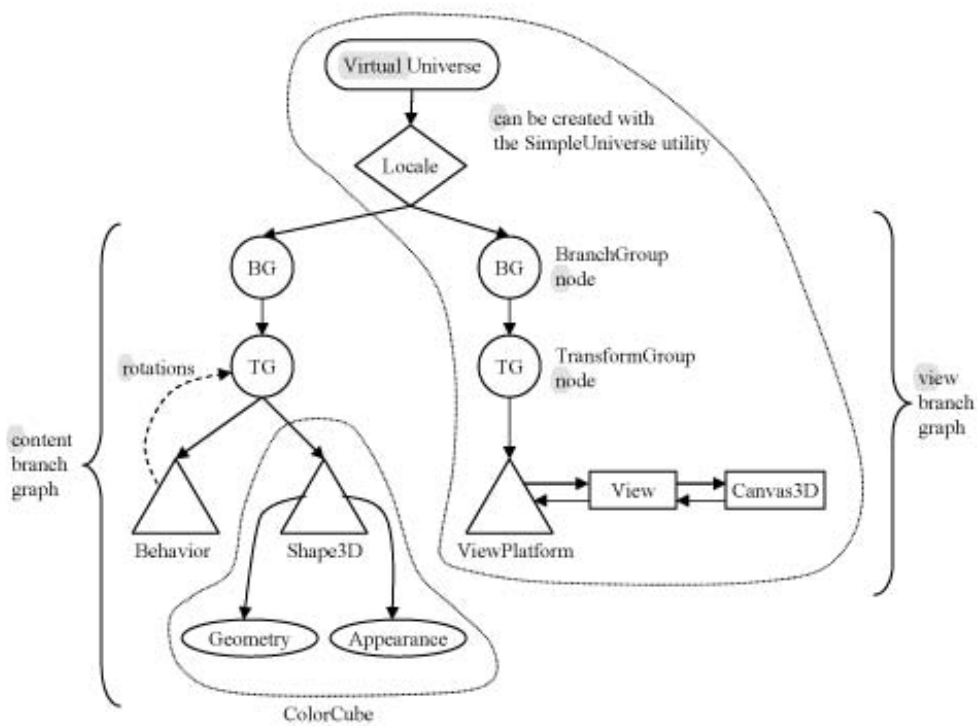 Virtual Universe
can be created with
the SimpleUniverse utility
Locale
BG
BG
BranchGroup
node
rotations
TG
TG
TransformGroup
node
content
branch
graph
view
branch
graph
View
Canvas3D
Behavior
Shape3D
ViewPlatform
Geometry
Appearance
ColorCube